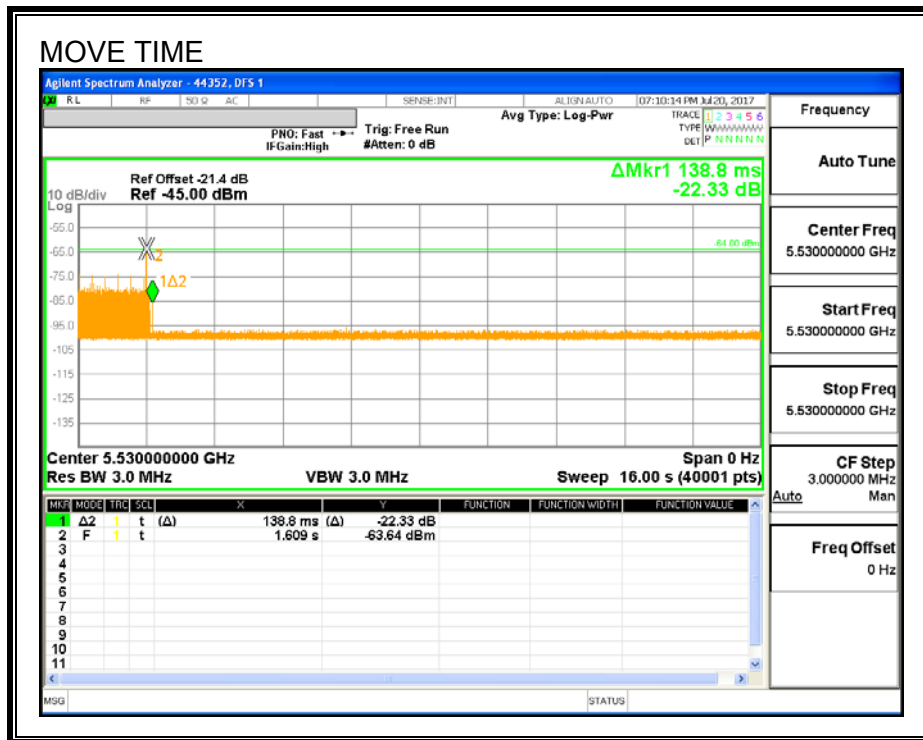 MOVE TIME
Agilent Spectrum Analyzer - 44352, DFS 1
LXI RL RF 50 Ω AC SENSE:INT ALIGNAUTO 07:10:14 PM Jul 20, 2017
Frequency
Avg Type: Log-Pwr
TRACE 1 2 3 4 5 6
PNO: Fast Trig: Free Run
TYPE WWWWWWW
IFGain:High #Atten: 0 dB
DET P N N N N N
Auto Tune
ΔMkr1 138.8 ms
-22.33 dB
Ref Offset -21.4 dB
10 dB/div Ref -45.00 dBm
Log
-55.0
-64.00 dBm
-65.0
2
-75.0
1Δ2
-85.0
-95.0
-105
-115
-125
-135
Center Freq
5.530000000 GHz
Start Freq
5.530000000 GHz
Stop Freq
5.530000000 GHz
Center 5.530000000 GHz Span 0 Hz
Res BW 3.0 MHz VBW 3.0 MHz Sweep 16.00 s (40001 pts)
CF Step
3.000000 MHz
Auto Man
MKR MODE TRC SCL X Y FUNCTION FUNCTION WIDTH FUNCTION VALUE
1 Δ2 1 t (Δ) 138.8 ms (Δ) -22.33 dB
2 F 1 t 1.609 s -63.64 dBm
3
4
5
6
7
8
9
10
11
Freq Offset
0 Hz
MSG STATUS